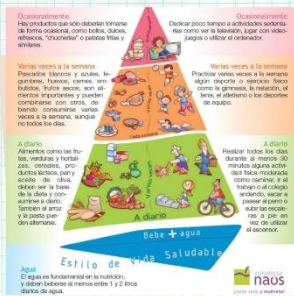 Ocasionalmente
Hay productos que sólo deberían tomarse
de forma ocasional, como bollos, dulces,
refrescos, "chucherías" o patatas fritas y
similares.
Varias veces a la semana
Pescados blancos y azules, le-
gumbres, huevos, carnes, em-
butidos, frutos secos, son ali-
mentos importantes y pueden
combinarse con otros, de-
biendo consumirse varias
veces a la semana, aunque
no todos los días.
A diario
Alimentos como las fru-
tas, verduras y hortali-
zas, cereales, pro-
ductos lácteos, pan y
aceite de oliva,
deben ser la base
de la dieta y con-
sumirse a diario.
También el arroz
y la pasta pue-
den alternarse.
Agua
El agua es fundamental en la nutrición,
y deben beberse al menos entre 1 y 2 litros
diarios de agua.
Ocasionalmente
Dedicar poco tiempo a actividades sedenta-
rias como ver la televisión, jugar con video-
juegos o utilizar el ordenador.
Varias veces a la semana
Practicar varias veces a la semana
algún deporte o ejercicio físico
como la gimnasia, la natación, el
tenis, el atletismo o los deportes
de equipo.
A diario
Realizar todos los días
durante al menos 30
minutos alguna activi-
dad física moderada
como caminar, ir al
trabajo o al colegio
andando, sacar a
pasear al perro o
subir las escale-
ras a pie en
vez de utilizar
el ascensor.
A diario
Bebe + agua
Estilo de Vida Saludable
estrategia
naos
¡come sano y muévete!